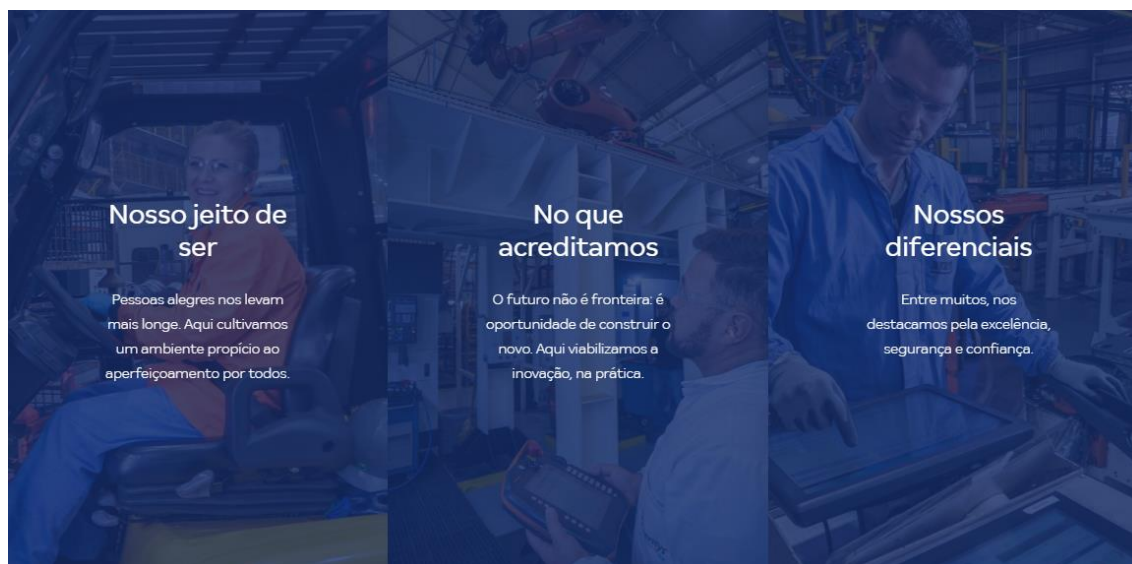 Nosso jeito de
ser
Pessoas alegres nos levam
mais longe. Aqui cultivamos
um ambiente propício ao
aperfeiçoamento por todos.
No que
acreditamos
O futuro não é fronteira: é
oportunidade de construir o
novo. Aqui viabilizamos a
inovação, na prática.
Nossos
diferenciais
Entre muitos, nos
destacamos pela excelência,
segurança e confiança.